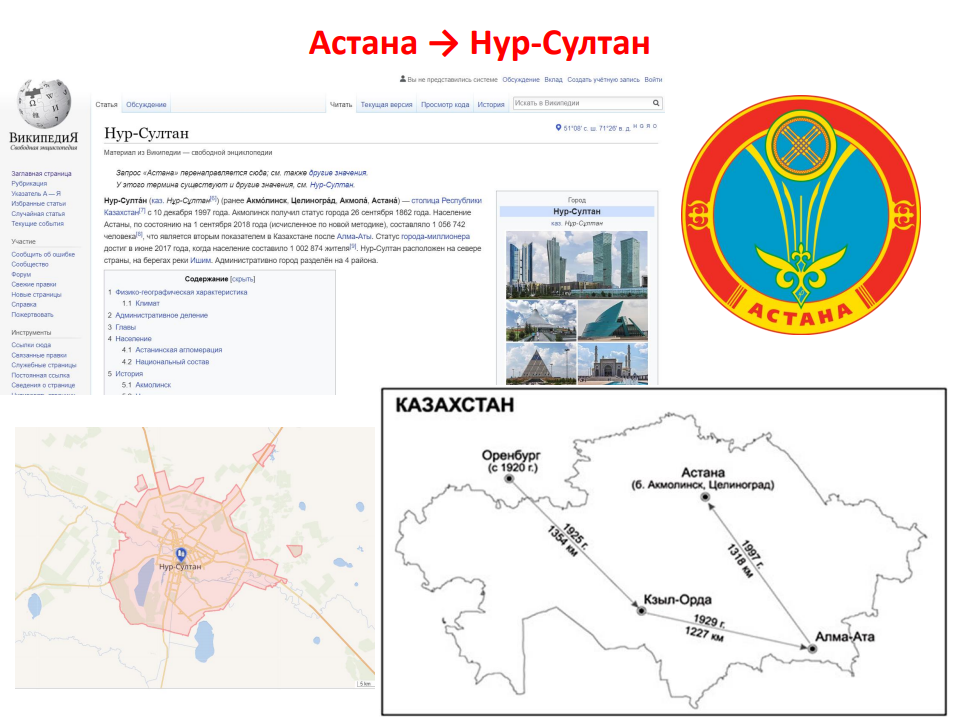 Астана → Нур-Султан
Вы не представились системе Обсуждение Вклад Создать учётную запись Войти
Статья Обсуждение Читать Текущая версия Просмотр кода История Искать в Википедии
ВикипедиЯ
Свободная энциклопедия
Заглавная страница
Рубрикация
Указатель А — Я
Избранные статьи
Случайная статья
Текущие события
Участие
Сообщить об ошибке
Сообщество
Форум
Свежие правки
Новые страницы
Справка
Пожертвовать
Инструменты
Ссылки сюда
Связанные правки
Служебные страницы
Постоянная ссылка
Сведения о странице
Нур-Султан
51°08′ с. ш. 71°26′ в. д. H G Я O
Материал из Википедии — свободной энциклопедии
Запрос «Астана» перенаправляется сюда; см. также другие значения.
У этого термина существуют и другие значения, см. Нур-Султан.
Нур-Султа́н (каз. Нұр-Сұлтан[6]) (ранее Акмо́линск, Целиногра́д, Акмола́, Астана́) — столица Республики
Казахстан[7] с 10 декабря 1997 года. Акмолинск получил статус города 26 сентября 1862 года. Население
Астаны, по состоянию на 1 сентября 2018 года (исчисленное по новой методике), составляло 1 056 742
человека[8], что является вторым показателем в Казахстане после Алма-Аты. Статус города-миллионера
достиг в июне 2017 года, когда население составило 1 002 874 жителя[9]. Нур-Султан расположен на севере
страны, на берегах реки Ишим. Административно город разделён на 4 района.
Содержание [скрыть]
1 Физико-географическая характеристика
1.1 Климат
2 Административное деление
3 Главы
4 Население
4.1 Астанинская агломерация
4.2 Национальный состав
5 История
5.1 Акмолинск
Город
Нур-Султан
каз. Нұр-Сұлтан
АСТАНА
Нур-Султан
5 km
КАЗАХСТАН
Оренбург
(с 1920 г.)
Астана
(б. Акмолинск, Целиноград)
1925 г.
1354 км
1997 г.
1318 км
Кзыл-Орда
1929 г.
1227 км
Алма-Ата